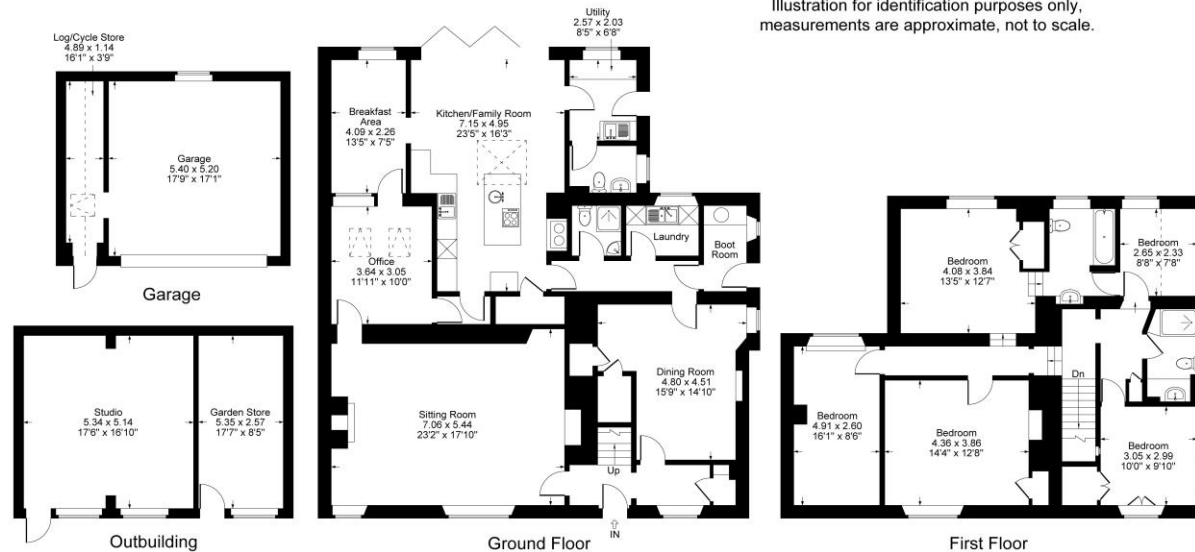 Illustration for identification purposes only,
measurements are approximate, not to scale.
Log/Cycle Store
4.89 x 1.14
16'1" x 3'9"
Garage
5.40 x 5.20
17'9" x 17'1"
Garage
Studio
5.34 x 5.14
17'6" x 16'10"
Garden Store
5.35 x 2.57
17'7" x 8'5"
Outbuilding
Utility
2.57 x 2.03
8'5" x 6'8"
Breakfast
Area
4.09 x 2.26
13'5" x 7'5"
Kitchen/Family Room
7.15 x 4.95
23'5" x 16'3"
Office
3.64 x 3.05
11'11" x 10'0"
Laundry
Boot
Room
Dining Room
4.80 x 4.51
15'9" x 14'10"
Sitting Room
7.06 x 5.44
23'2" x 17'10"
Up
IN
Ground Floor
Bedroom
4.08 x 3.84
13'5" x 12'7"
Bedroom
2.65 x 2.33
8'8" x 7'8"
Dn
Bedroom
4.91 x 2.60
16'1" x 8'6"
Bedroom
4.36 x 3.86
14'4" x 12'8"
Bedroom
3.05 x 2.99
10'0" x 9'10"
First Floor